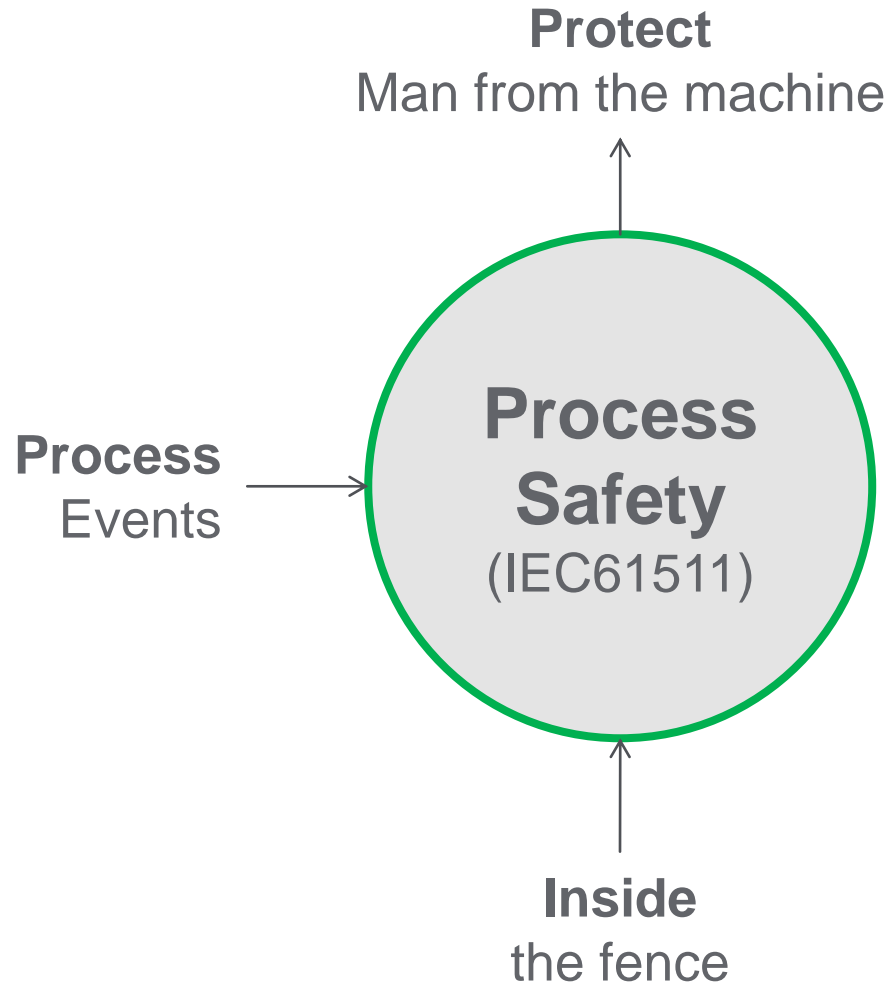 Protect
Man from the machine
Process
Events
Process
Safety
(IEC61511)
Inside
the fence